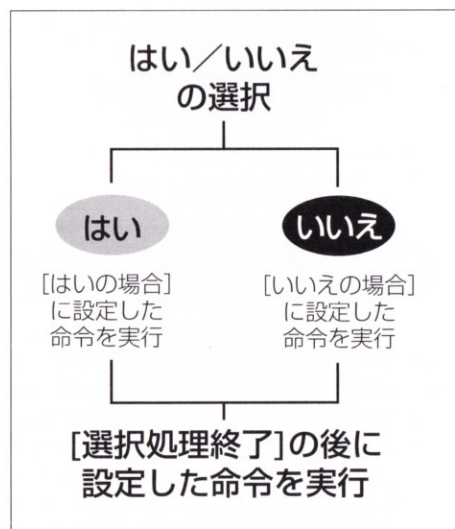 はい／いいえ
の選択
はい
いいえ
[はいの場合]
に設定した
命令を実行
[いいえの場合]
に設定した
命令を実行
[選択処理終了]の後に
設定した命令を実行